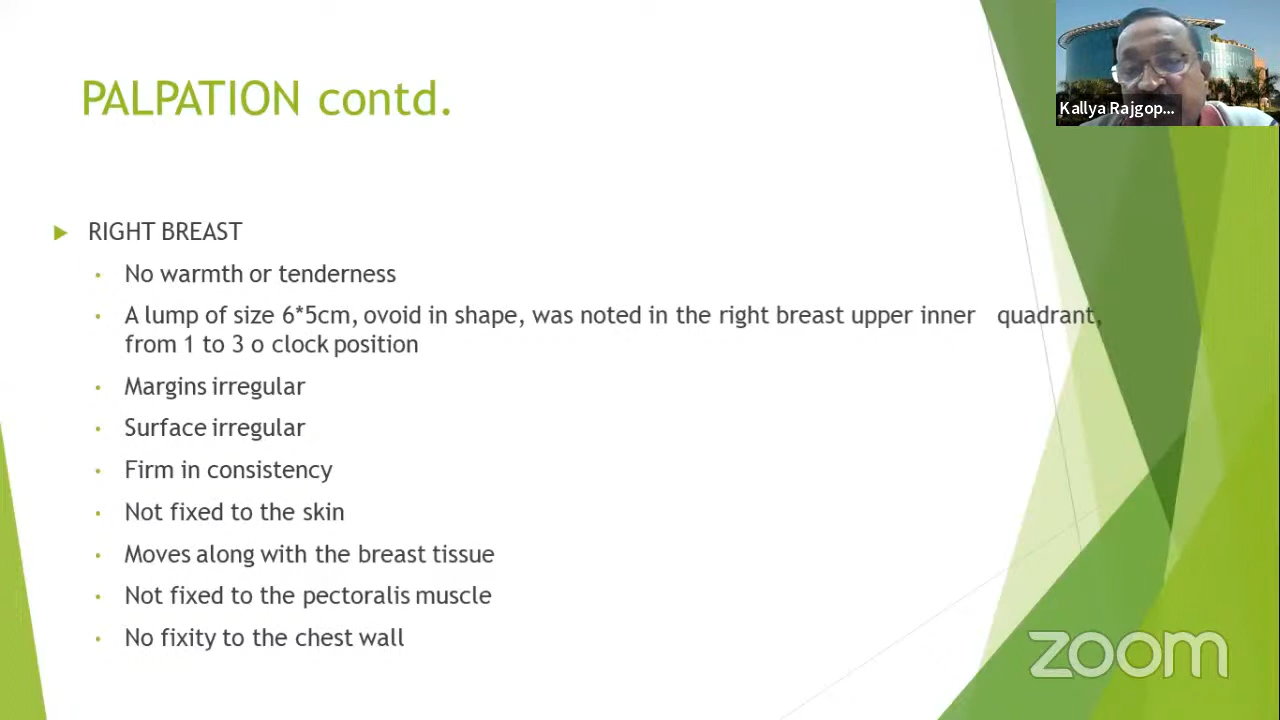 PALPATION contd.
Kallya Rajgop...
RIGHT BREAST
No warmth or tenderness
A lump of size 6*5cm, ovoid in shape, was noted in the right breast upper inner quadrant,
from 1 to 3 o clock position
Margins irregular
Surface irregular
Firm in consistency
Not fixed to the skin
Moves along with the breast tissue
Not fixed to the pectoralis muscle
No fixity to the chest wall
zoom